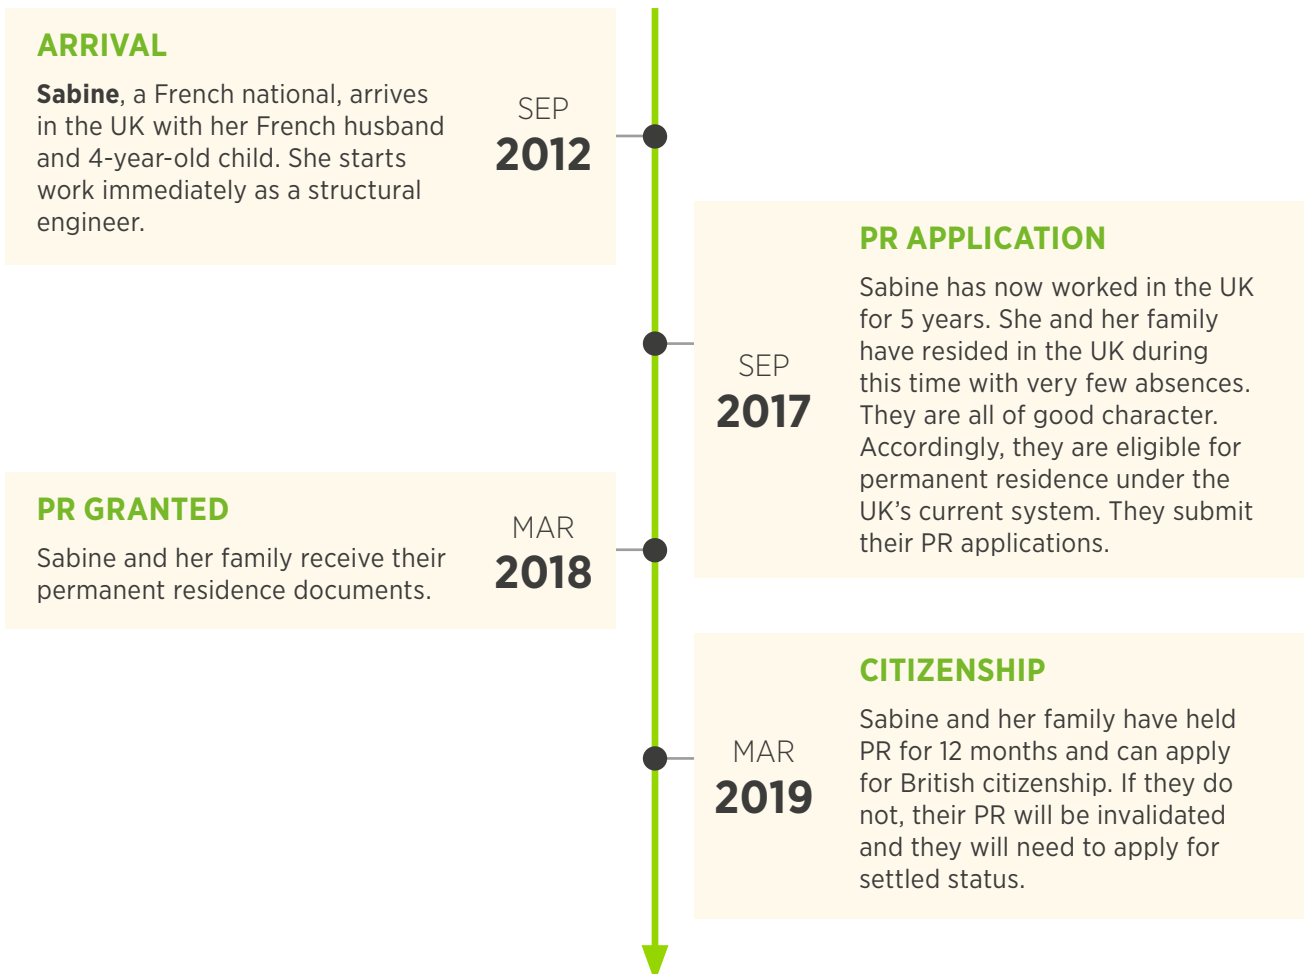 ARRIVAL
Sabine, a French national, arrives
in the UK with her French husband
and 4-year-old child. She starts
work immediately as a structural
engineer.
SEP
2012
PR APPLICATION
Sabine has now worked in the UK
for 5 years. She and her family
have resided in the UK during
this time with very few absences.
They are all of good character.
Accordingly, they are eligible for
permanent residence under the
UK’s current system. They submit
their PR applications.
SEP
2017
PR GRANTED
Sabine and her family receive their
permanent residence documents.
MAR
2018
CITIZENSHIP
Sabine and her family have held
PR for 12 months and can apply
for British citizenship. If they do
not, their PR will be invalidated
and they will need to apply for
settled status.
MAR
2019